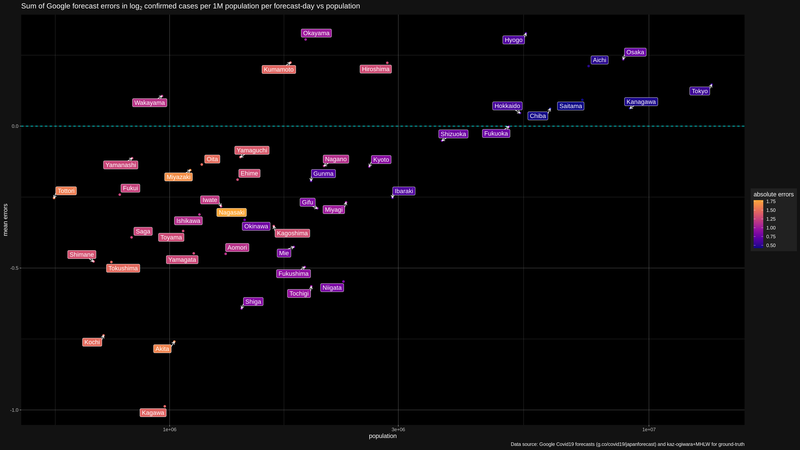 Sum of Google forecast errors in log2 confirmed cases per 1M population per forecast-day vs population
Okayama
Hyogo
Osaka
Aichi
Kumamoto
Hiroshima
Tokyo
Wakayama
Hokkaido
Saitama
Kanagawa
Chiba
0.0
Shizuoka
Fukuoka
Yamaguchi
Yamanashi
Oita
Nagano
Kyoto
Miyazaki
Ehime
Gunma
Tottori
Fukui
Ibaraki
absolute errors
1.75
1.50
1.25
1.00
0.75
0.50
Iwate
Gifu
Nagasaki
Miyagi
mean errors
Ishikawa
Okinawa
Saga
Toyama
Kagoshima
Shimane
Aomori
Mie
Yamagata
-0.5
Tokushima
Fukushima
Niigata
Tochigi
Shiga
Kochi
Akita
-1.0
Kagawa
1e+06
3e+06
1e+07
population
Data source: Google Covid19 forecasts (g.co/covid19/japanforecast) and kaz-ogiwara+MHLW for ground-truth